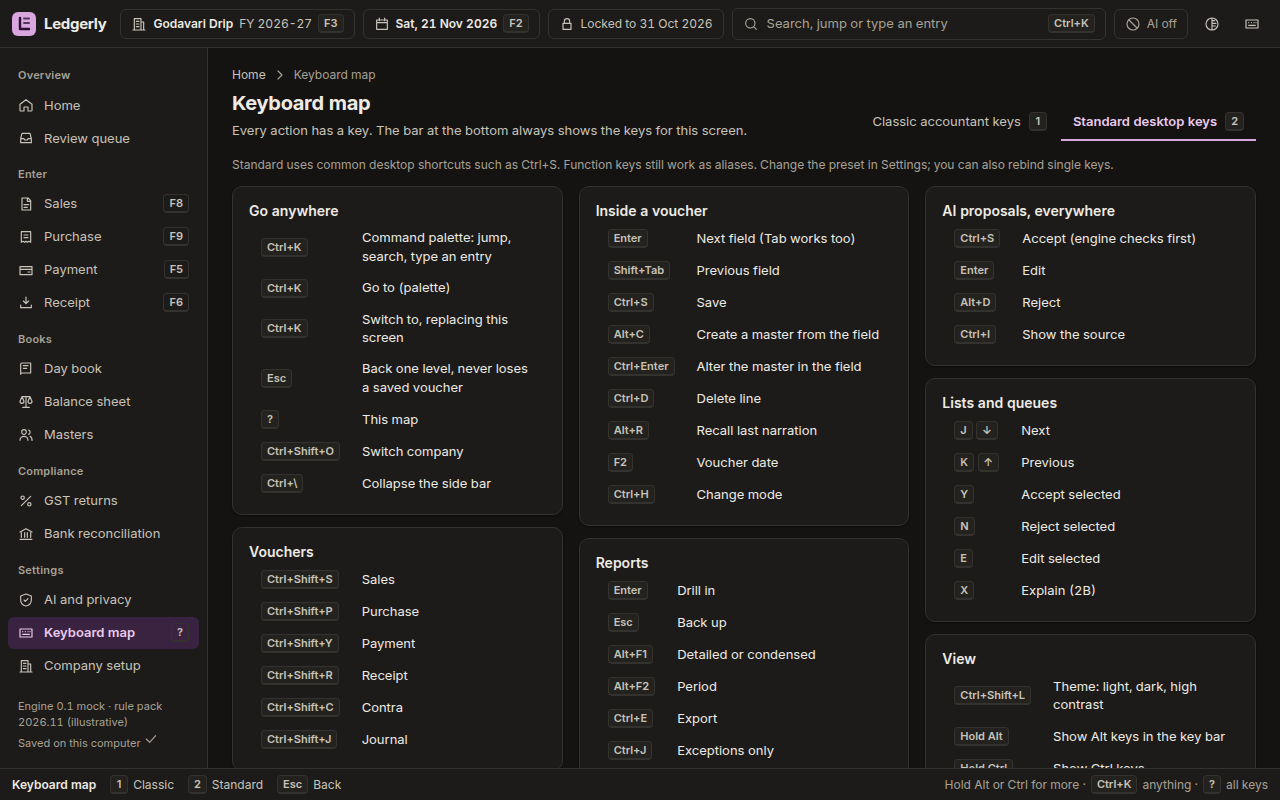 Ledgerly
Godavari Drip FY 2026-27 F3
Sat, 21 Nov 2026 F2
Locked to 31 Oct 2026
Search, jump or type an entry Ctrl+K
AI off
Overview
Home
Review queue
Enter
Sales F8
Purchase F9
Payment F5
Receipt F6
Books
Day book
Balance sheet
Masters
Compliance
GST returns
Bank reconciliation
Settings
AI and privacy
Keyboard map ?
Company setup
Engine 0.1 mock · rule pack
2026.11 (illustrative)
Saved on this computer
Home > Keyboard map
Keyboard map
Every action has a key. The bar at the bottom always shows the keys for this screen.
Classic accountant keys 1
Standard desktop keys 2
Standard uses common desktop shortcuts such as Ctrl+S. Function keys still work as aliases. Change the preset in Settings; you can also rebind single keys.
Go anywhere
Ctrl+K Command palette: jump,
search, type an entry
Ctrl+K Go to (palette)
Ctrl+K Switch to, replacing this
screen
Esc Back one level, never loses
a saved voucher
? This map
Ctrl+Shift+O Switch company
Ctrl+\ Collapse the side bar
Vouchers
Ctrl+Shift+S Sales
Ctrl+Shift+P Purchase
Ctrl+Shift+Y Payment
Ctrl+Shift+R Receipt
Ctrl+Shift+C Contra
Ctrl+Shift+J Journal
Inside a voucher
Enter Next field (Tab works too)
Shift+Tab Previous field
Ctrl+S Save
Alt+C Create a master from the field
Ctrl+Enter Alter the master in the field
Ctrl+D Delete line
Alt+R Recall last narration
F2 Voucher date
Ctrl+H Change mode
Reports
Enter Drill in
Esc Back up
Alt+F1 Detailed or condensed
Alt+F2 Period
Ctrl+E Export
Ctrl+J Exceptions only
AI proposals, everywhere
Ctrl+S Accept (engine checks first)
Enter Edit
Alt+D Reject
Ctrl+I Show the source
Lists and queues
J ↓ Next
K ↑ Previous
Y Accept selected
N Reject selected
E Edit selected
X Explain (2B)
View
Ctrl+Shift+L Theme: light, dark, high
contrast
Hold Alt Show Alt keys in the key bar
Hold Ctrl Show Ctrl keys
Keyboard map 1 Classic 2 Standard Esc Back
Hold Alt or Ctrl for more · Ctrl+K anything · ? all keys